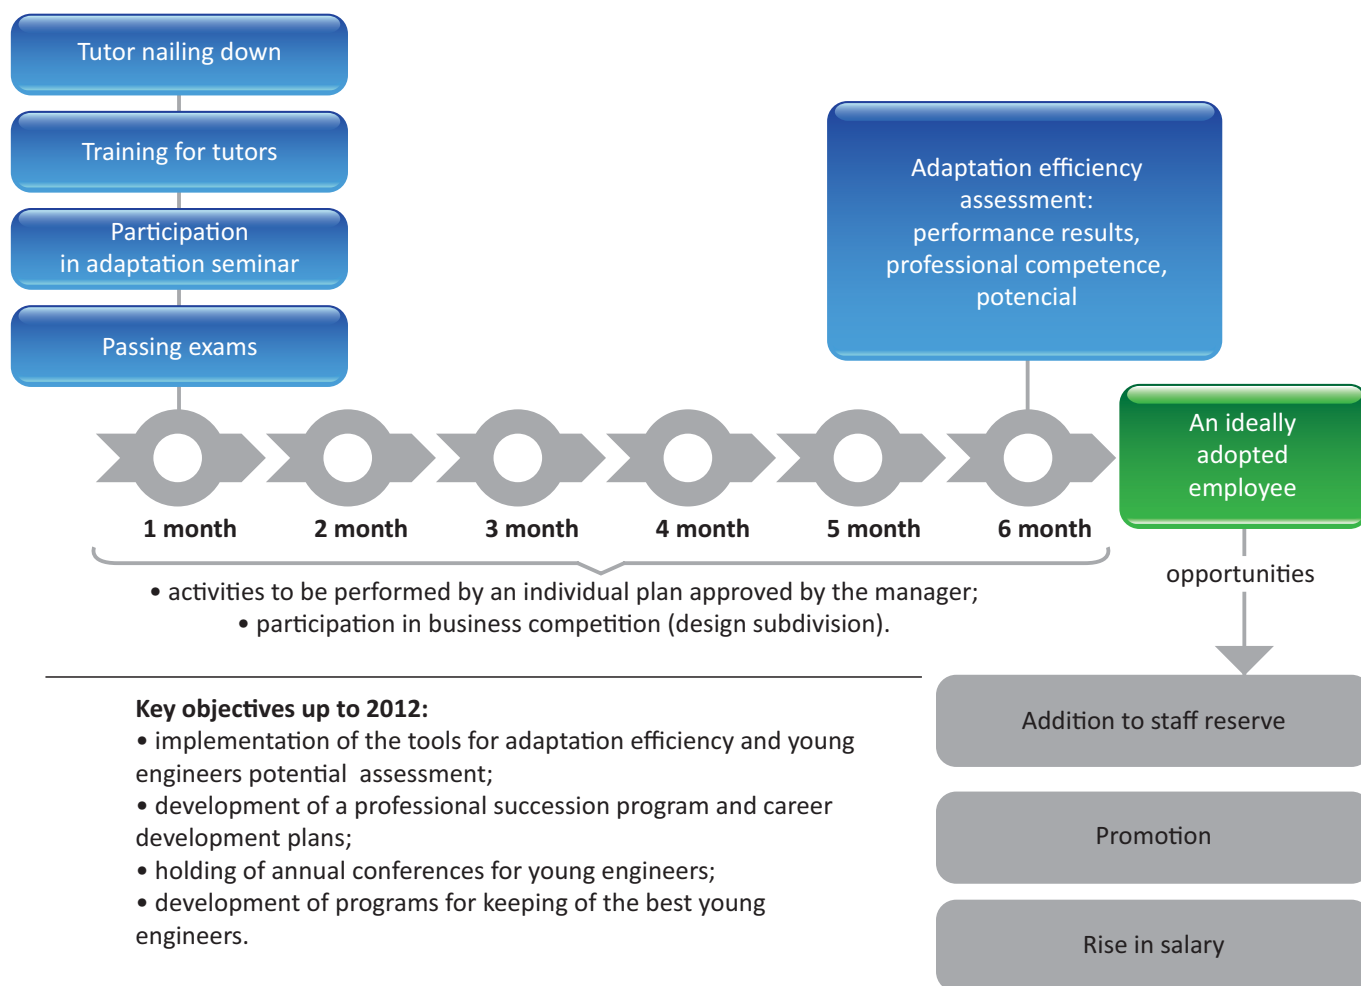 Tutor nailing down
Training for tutors
Participation
in adaptation seminar
Passing exams
Adaptation efficiency
assessment:
performance results,
professional competence,
potencial
An ideally
adopted
employee
1 month
2 month
3 month
4 month
5 month
6 month
• activities to be performed by an individual plan approved by the manager;
• participation in business competition (design subdivision).
opportunities
Addition to staff reserve
Promotion
Rise in salary
Key objectives up to 2012:
• implementation of the tools for adaptation efficiency and young
engineers potential  assessment;
• development of a professional succession program and career
development plans;
• holding of annual conferences for young engineers;
• development of programs for keeping of the best young
engineers.